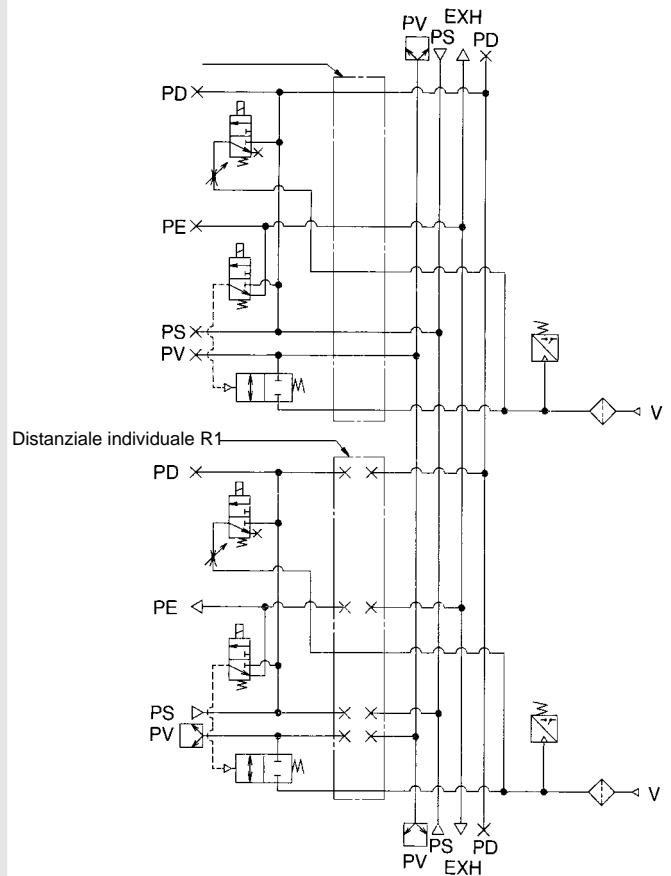 EXH
PV PS PD
PD
PE
PS
PV
V
Distanziale individuale R1
PD
PE
PS
PV
V
PV PS EXH PD